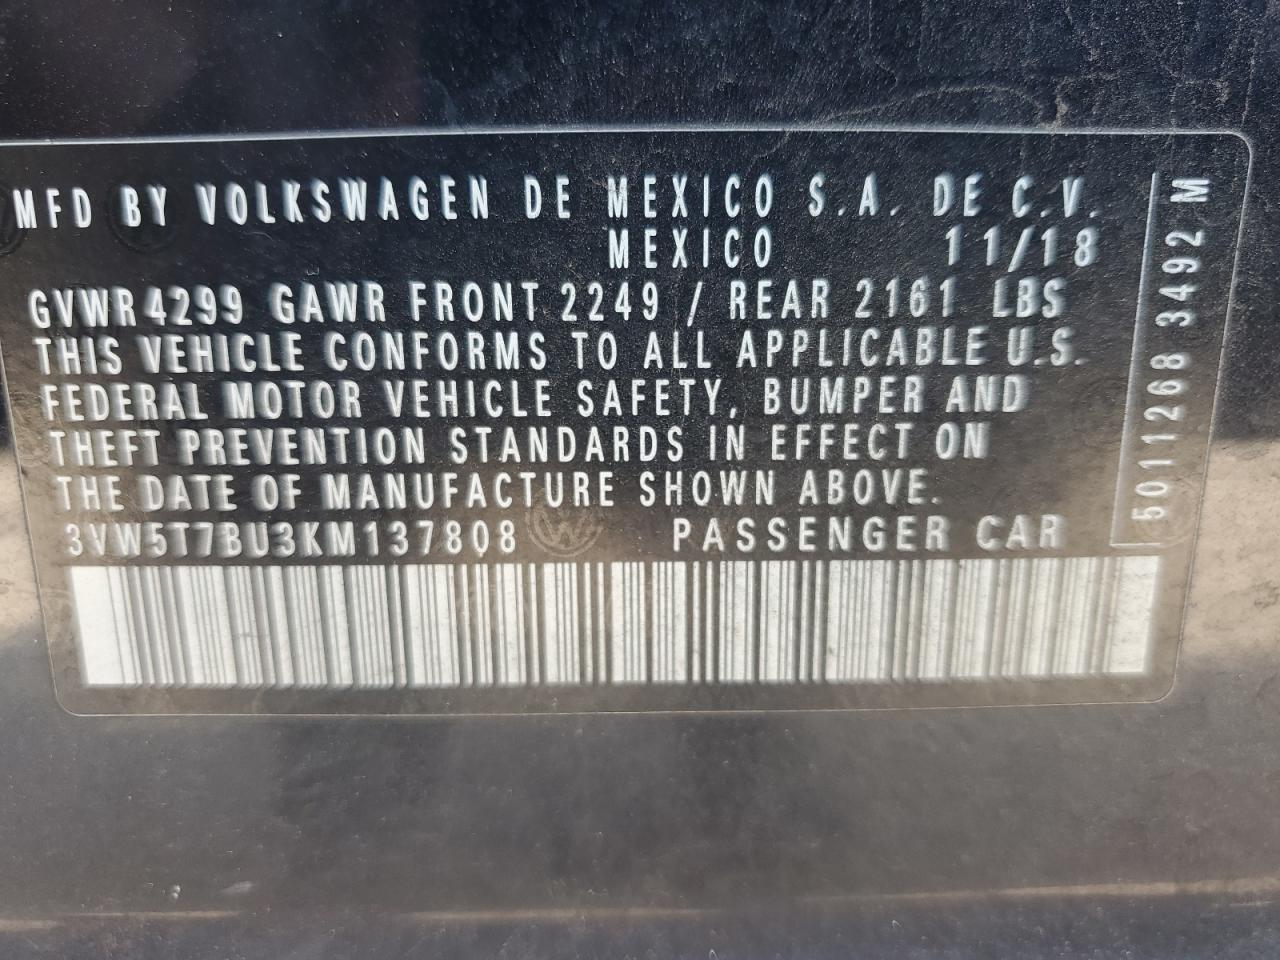 MFD BY VOLKSWAGEN DE MEXICO S.A. DE C.V.
MEXICO 11/18
GVWR 4299 GAWR FRONT 2249 / REAR 2161 LBS
THIS VEHICLE CONFORMS TO ALL APPLICABLE U.S.
FEDERAL MOTOR VEHICLE SAFETY, BUMPER AND
THEFT PREVENTION STANDARDS IN EFFECT ON
THE DATE OF MANUFACTURE SHOWN ABOVE.
3VW5T7BU3KM137808 PASSENGER CAR
5011268 3492 M